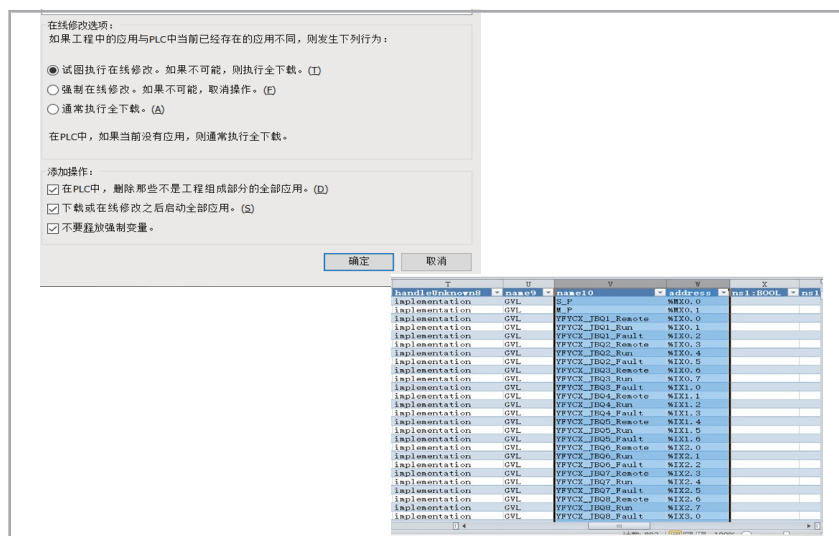 在线修改选项：
如果工程中的应用与PLC中当前已经存在的应用不同，则发生下列行为：
试图执行在线修改。如果不可能，则执行全下载。(T)
强制在线修改。如果不可能，取消操作。(F)
通常执行全下载。(A)
在PLC中，如果当前没有应用，则通常执行全下载。
添加操作：
在PLC中，删除那些不是工程组成部分的全部应用。(D)
下载或在线修改之后启动全部应用。(S)
不要释放强制变量。
确定 取消
T U V W X
handleUnknown8 name9 name10 address ns1:BOOL ns1
implementation GVL S_P %MX0.0
implementation GVL M_P %MX0.1
implementation GVL YFYCX_JBQ1_Remote %IX0.0
implementation GVL YFYCX_JBQ1_Run %IX0.1
implementation GVL YFYCX_JBQ1_Fault %IX0.2
implementation GVL YFYCX_JBQ2_Remote %IX0.3
implementation GVL YFYCX_JBQ2_Run %IX0.4
implementation GVL YFYCX_JBQ2_Fault %IX0.5
implementation GVL YFYCX_JBQ3_Remote %IX0.6
implementation GVL YFYCX_JBQ3_Run %IX0.7
implementation GVL YFYCX_JBQ3_Fault %IX1.0
implementation GVL YFYCX_JBQ4_Remote %IX1.1
implementation GVL YFYCX_JBQ4_Run %IX1.2
implementation GVL YFYCX_JBQ4_Fault %IX1.3
implementation GVL YFYCX_JBQ5_Remote %IX1.4
implementation GVL YFYCX_JBQ5_Run %IX1.5
implementation GVL YFYCX_JBQ5_Fault %IX1.6
implementation GVL YFYCX_JBQ6_Remote %IX2.0
implementation GVL YFYCX_JBQ6_Run %IX2.1
implementation GVL YFYCX_JBQ6_Fault %IX2.2
implementation GVL YFYCX_JBQ7_Remote %IX2.3
implementation GVL YFYCX_JBQ7_Run %IX2.4
implementation GVL YFYCX_JBQ7_Fault %IX2.5
implementation GVL YFYCX_JBQ8_Remote %IX2.6
implementation GVL YFYCX_JBQ8_Run %IX2.7
implementation GVL YFYCX_JBQ8_Fault %IX3.0